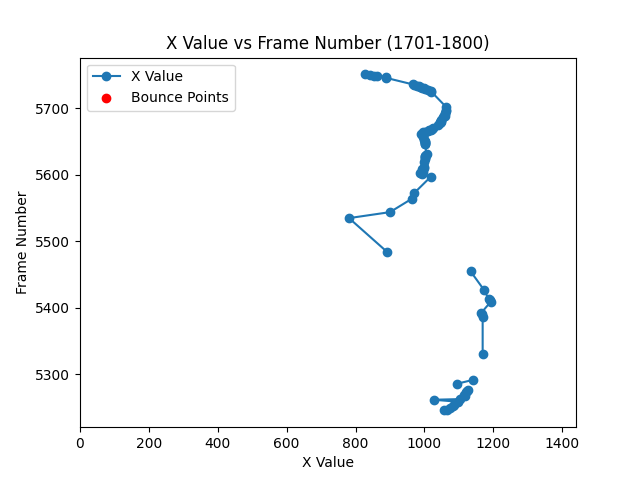 X Value vs Frame Number (1701-1800)
X Value
Bounce Points
Frame Number
5700
5600
5500
5400
5300
0 200 400 600 800 1000 1200 1400
X Value